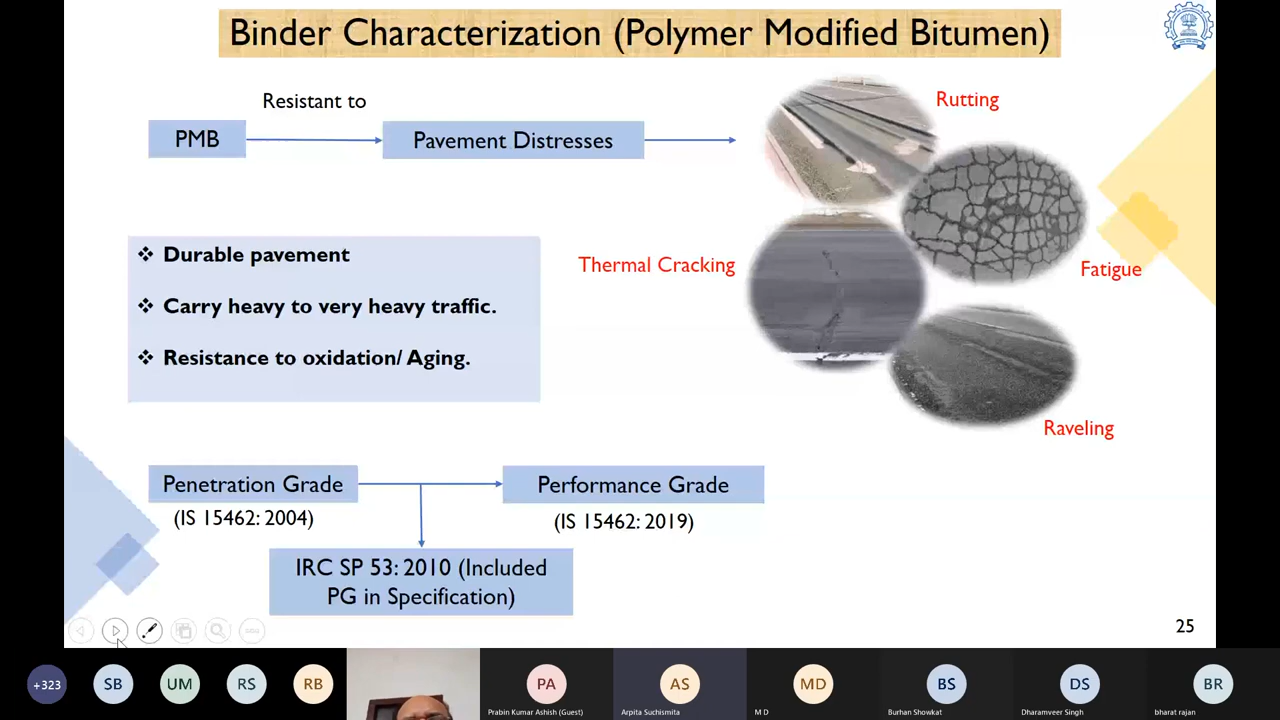 Binder Characterization (Polymer Modified Bitumen)
Resistant to
PMB
Pavement Distresses
Rutting
Thermal Cracking
Fatigue
Raveling
❖ Durable pavement
❖ Carry heavy to very heavy traffic.
❖ Resistance to oxidation/ Aging.
Penetration Grade
(IS 15462: 2004)
Performance Grade
(IS 15462: 2019)
IRC SP 53: 2010 (Included
PG in Specification)
25
+323
SB
UM
RS
RB
PA
Prabin Kumar Ashish (Guest)
AS
Arpita Suchismita
MD
M D
BS
Burhan Showkat
DS
Dharamveer Singh
BR
bharat rajan